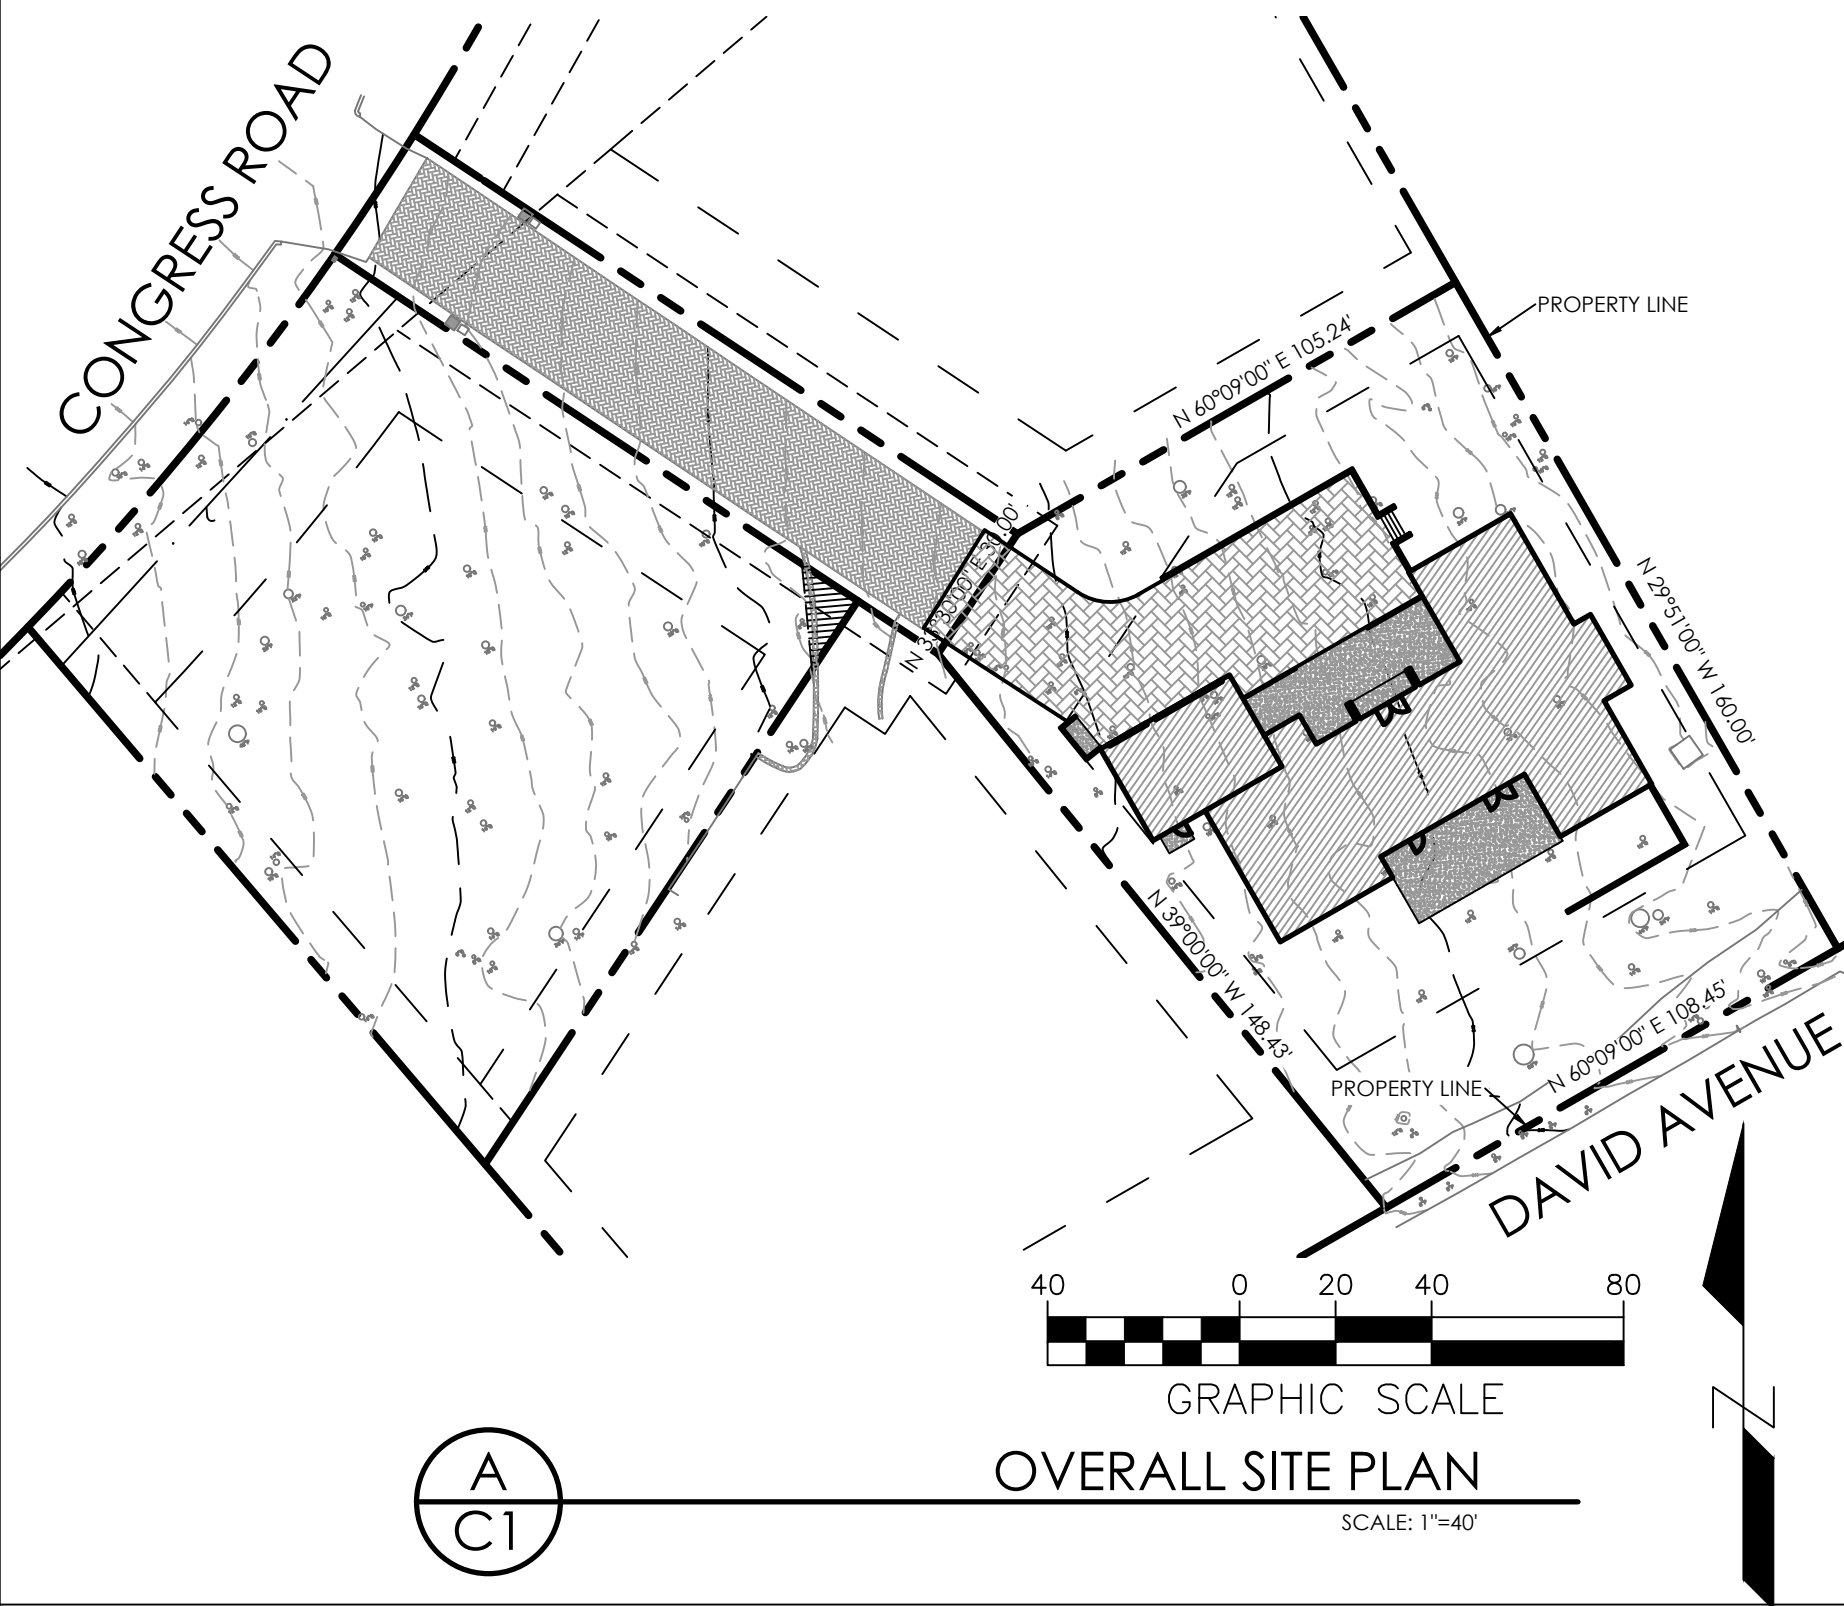 CONGRESS ROAD
PROPERTY LINE
N 60°09'00" E 105.24'
N 29°51'00" W 160.00'
N 39°00'00" W 148.43'
N 60°09'00" E 108.45'
PROPERTY LINE
DAVID AVENUE
40 0 20 40 80
GRAPHIC SCALE
N
A
OVERALL SITE PLAN
C1
SCALE: 1"=40'